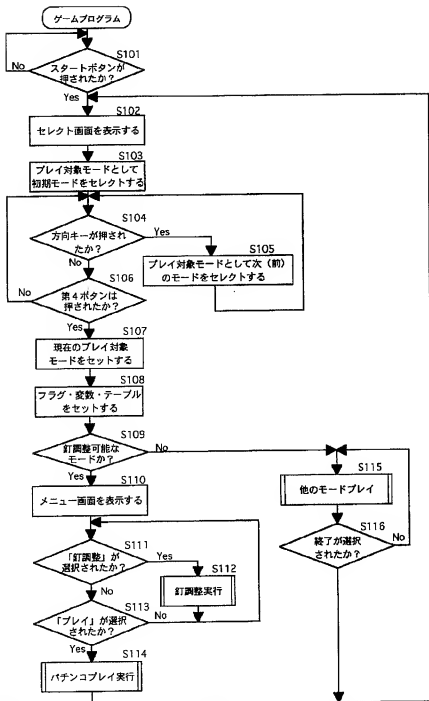 ゲームプログラム
S101
スタートボタンが
押されたか？
No
Yes
S102
セレクト画面を表示する
S103
プレイ対象モードとして
初期モードをセレクトする
S104
方向キーが押され
たか？
Yes
No
S105
プレイ対象モードとして次（前）
のモードをセレクトする
S106
第４ボタンは
押されたか？
No
Yes
S107
現在のプレイ対象
モードをセットする
S108
フラグ・変数・テーブル
をセットする
S109
釘調整可能な
モードか？
No
Yes
S110
メニュー画面を表示する
S111
「釘調整」が
選択されたか？
Yes
No
S112
釘調整実行
S113
「プレイ」が選択
されたか？
No
Yes
S114
パチンコプレイ実行
S115
他のモードプレイ
S116
終了が選択
されたか？
No